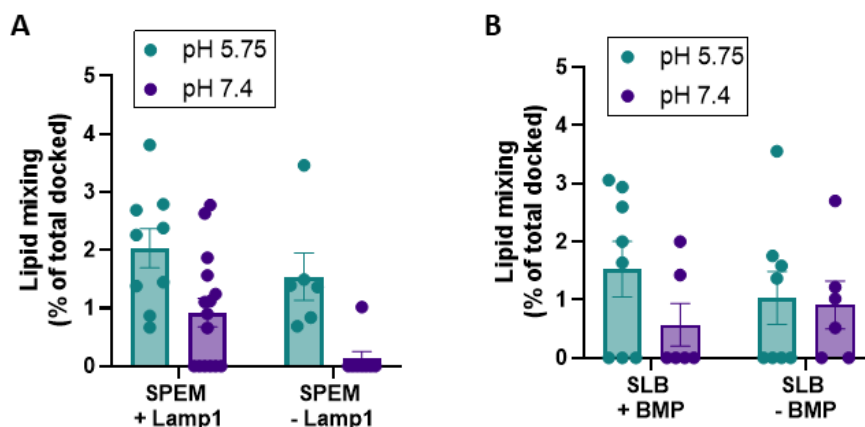 A
pH 5.75
pH 7.4
Lipid mixing
(% of total docked)
5
4
3
2
1
0
SPEM
+ Lamp1
SPEM
- Lamp1
B
pH 5.75
pH 7.4
Lipid mixing
(% of total docked)
5
4
3
2
1
0
SLB
+ BMP
SLB
- BMP